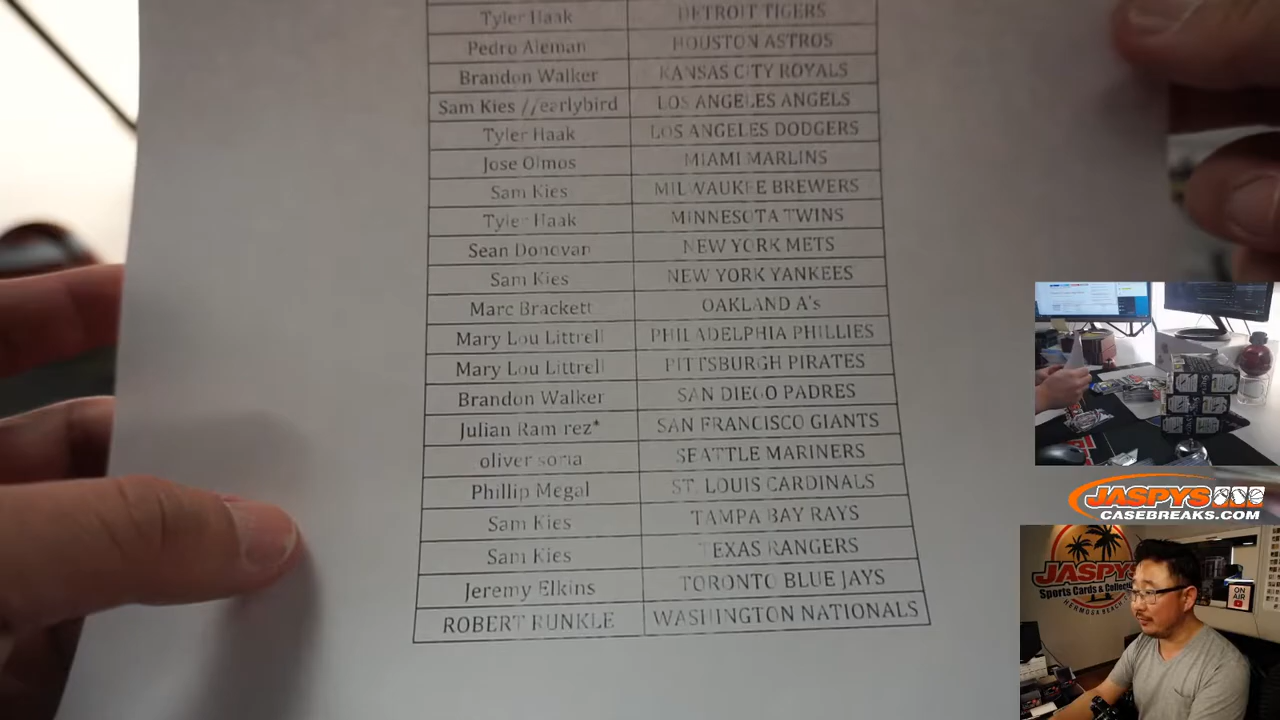 Tyler Haak DETROIT TIGERS
Pedro Aleman HOUSTON ASTROS
Brandon Walker KANSAS CITY ROYALS
Sam Kies //earlybird LOS ANGELES ANGELS
Tyler Haak LOS ANGELES DODGERS
Jose Olmos MIAMI MARLINS
Sam Kies MILWAUKEE BREWERS
Tyler Haak MINNESOTA TWINS
Sean Donovan NEW YORK METS
Sam Kies NEW YORK YANKEES
Marc Brackett OAKLAND A's
Mary Lou Littrell PHILADELPHIA PHILLIES
Mary Lou Littrell PITTSBURGH PIRATES
Brandon Walker SAN DIEGO PADRES
Julian Ramirez* SAN FRANCISCO GIANTS
oliver soria SEATTLE MARINERS
Phillip Megal ST. LOUIS CARDINALS
Sam Kies TAMPA BAY RAYS
Sam Kies TEXAS RANGERS
Jeremy Elkins TORONTO BLUE JAYS
ROBERT RUNKLE WASHINGTON NATIONALS
JASPYS
CASEBREAKS.COM
JASPYS
Sports Cards & Collec
HERMOSA BEACH
ON
AIR